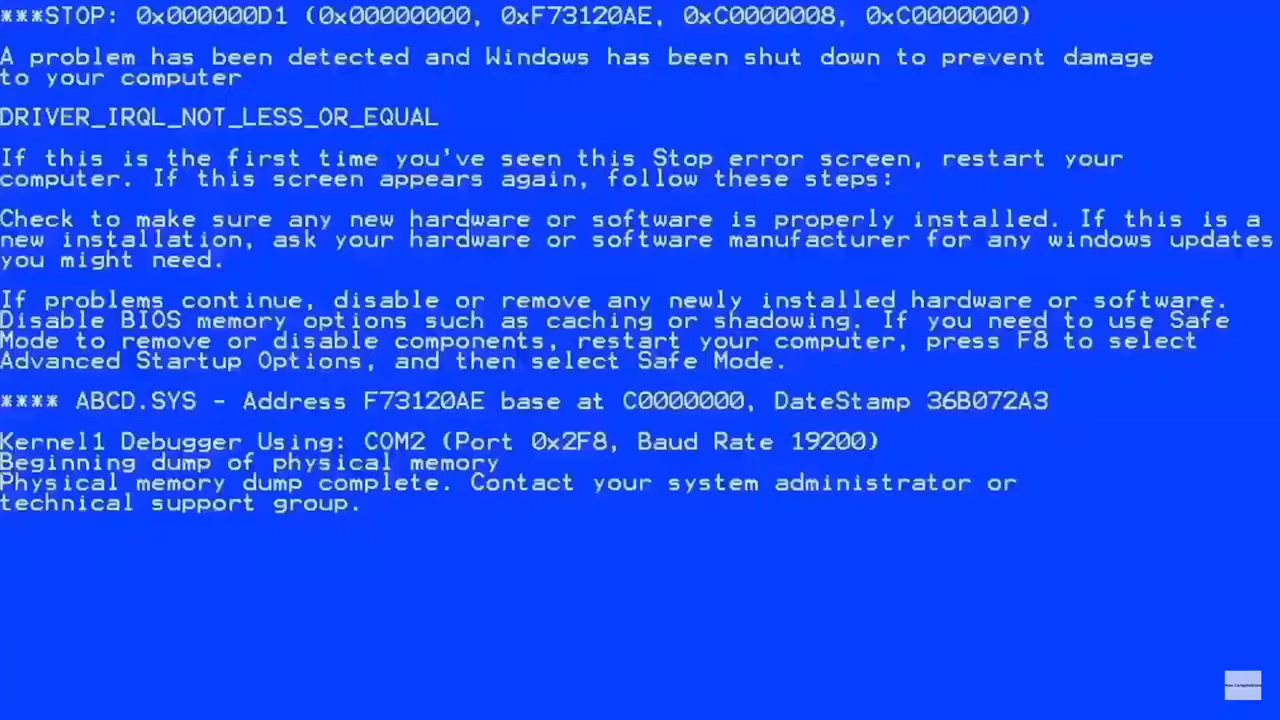 ***STOP: 0x000000D1 (0x00000000, 0xF73120AE, 0xC0000008, 0xC0000000)
A problem has been detected and Windows has been shut down to prevent damage
to your computer
DRIVER_IRQL_NOT_LESS_OR_EQUAL
If this is the first time you've seen this Stop error screen, restart your
computer. If this screen appears again, follow these steps:
Check to make sure any new hardware or software is properly installed. If this is a
new installation, ask your hardware or software manufacturer for any windows updates
you might need.
If problems continue, disable or remove any newly installed hardware or software.
Disable BIOS memory options such as caching or shadowing. If you need to use Safe
Mode to remove or disable components, restart your computer, press F8 to select
Advanced Startup Options, and then select Safe Mode.
**** ABCD.SYS - Address F73120AE base at C0000000, DateStamp 36B072A3
Kernel1 Debugger Using: COM2 (Port 0x2F8, Baud Rate 19200)
Beginning dump of physical memory
Physical memory dump complete. Contact your system administrator or
technical support group.